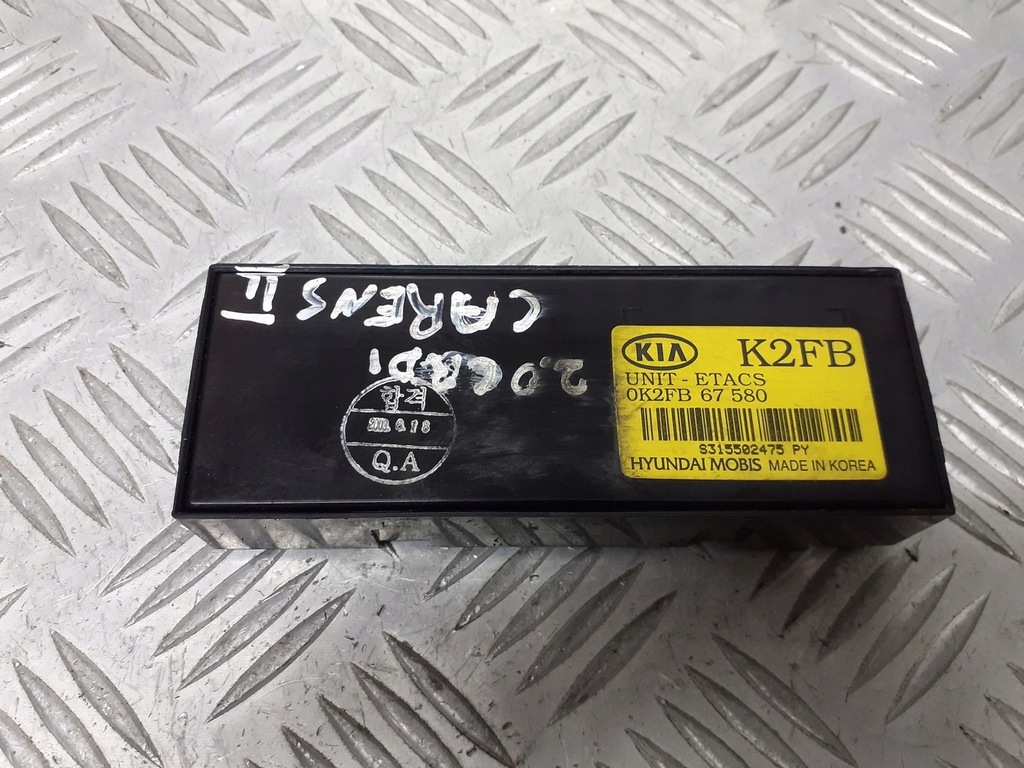 CARENS II
2.0 CRDI
합격
Q.A
KIA K2FB
UNIT - ETACS
0K2FB 67 580
S315502475 PY
HYUNDAI MOBIS MADE IN KOREA